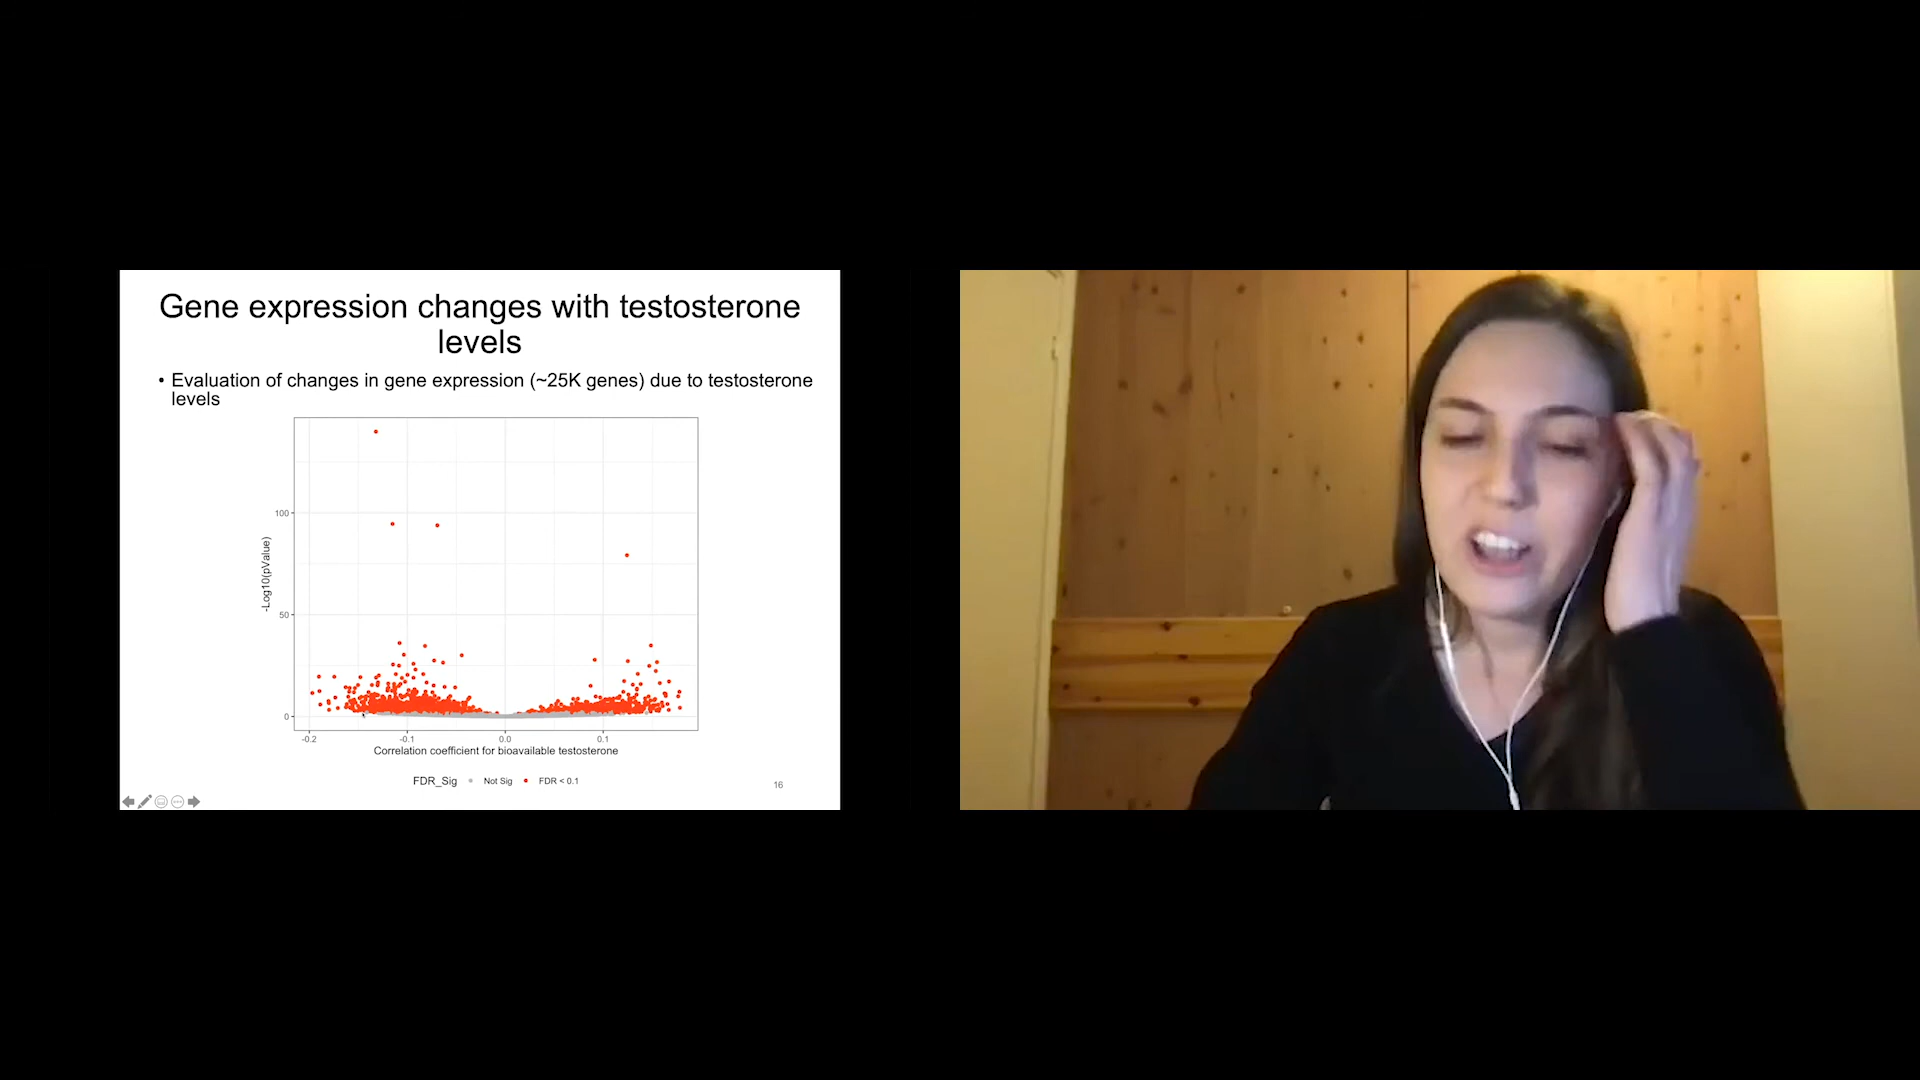 Gene expression changes with testosterone
levels
• Evaluation of changes in gene expression (~25K genes) due to testosterone
levels
100
50
0
-Log10(pValue)
-0.2 -0.1 0.0 0.1
Correlation coefficient for bioavailable testosterone
FDR_Sig Not Sig FDR < 0.1
16